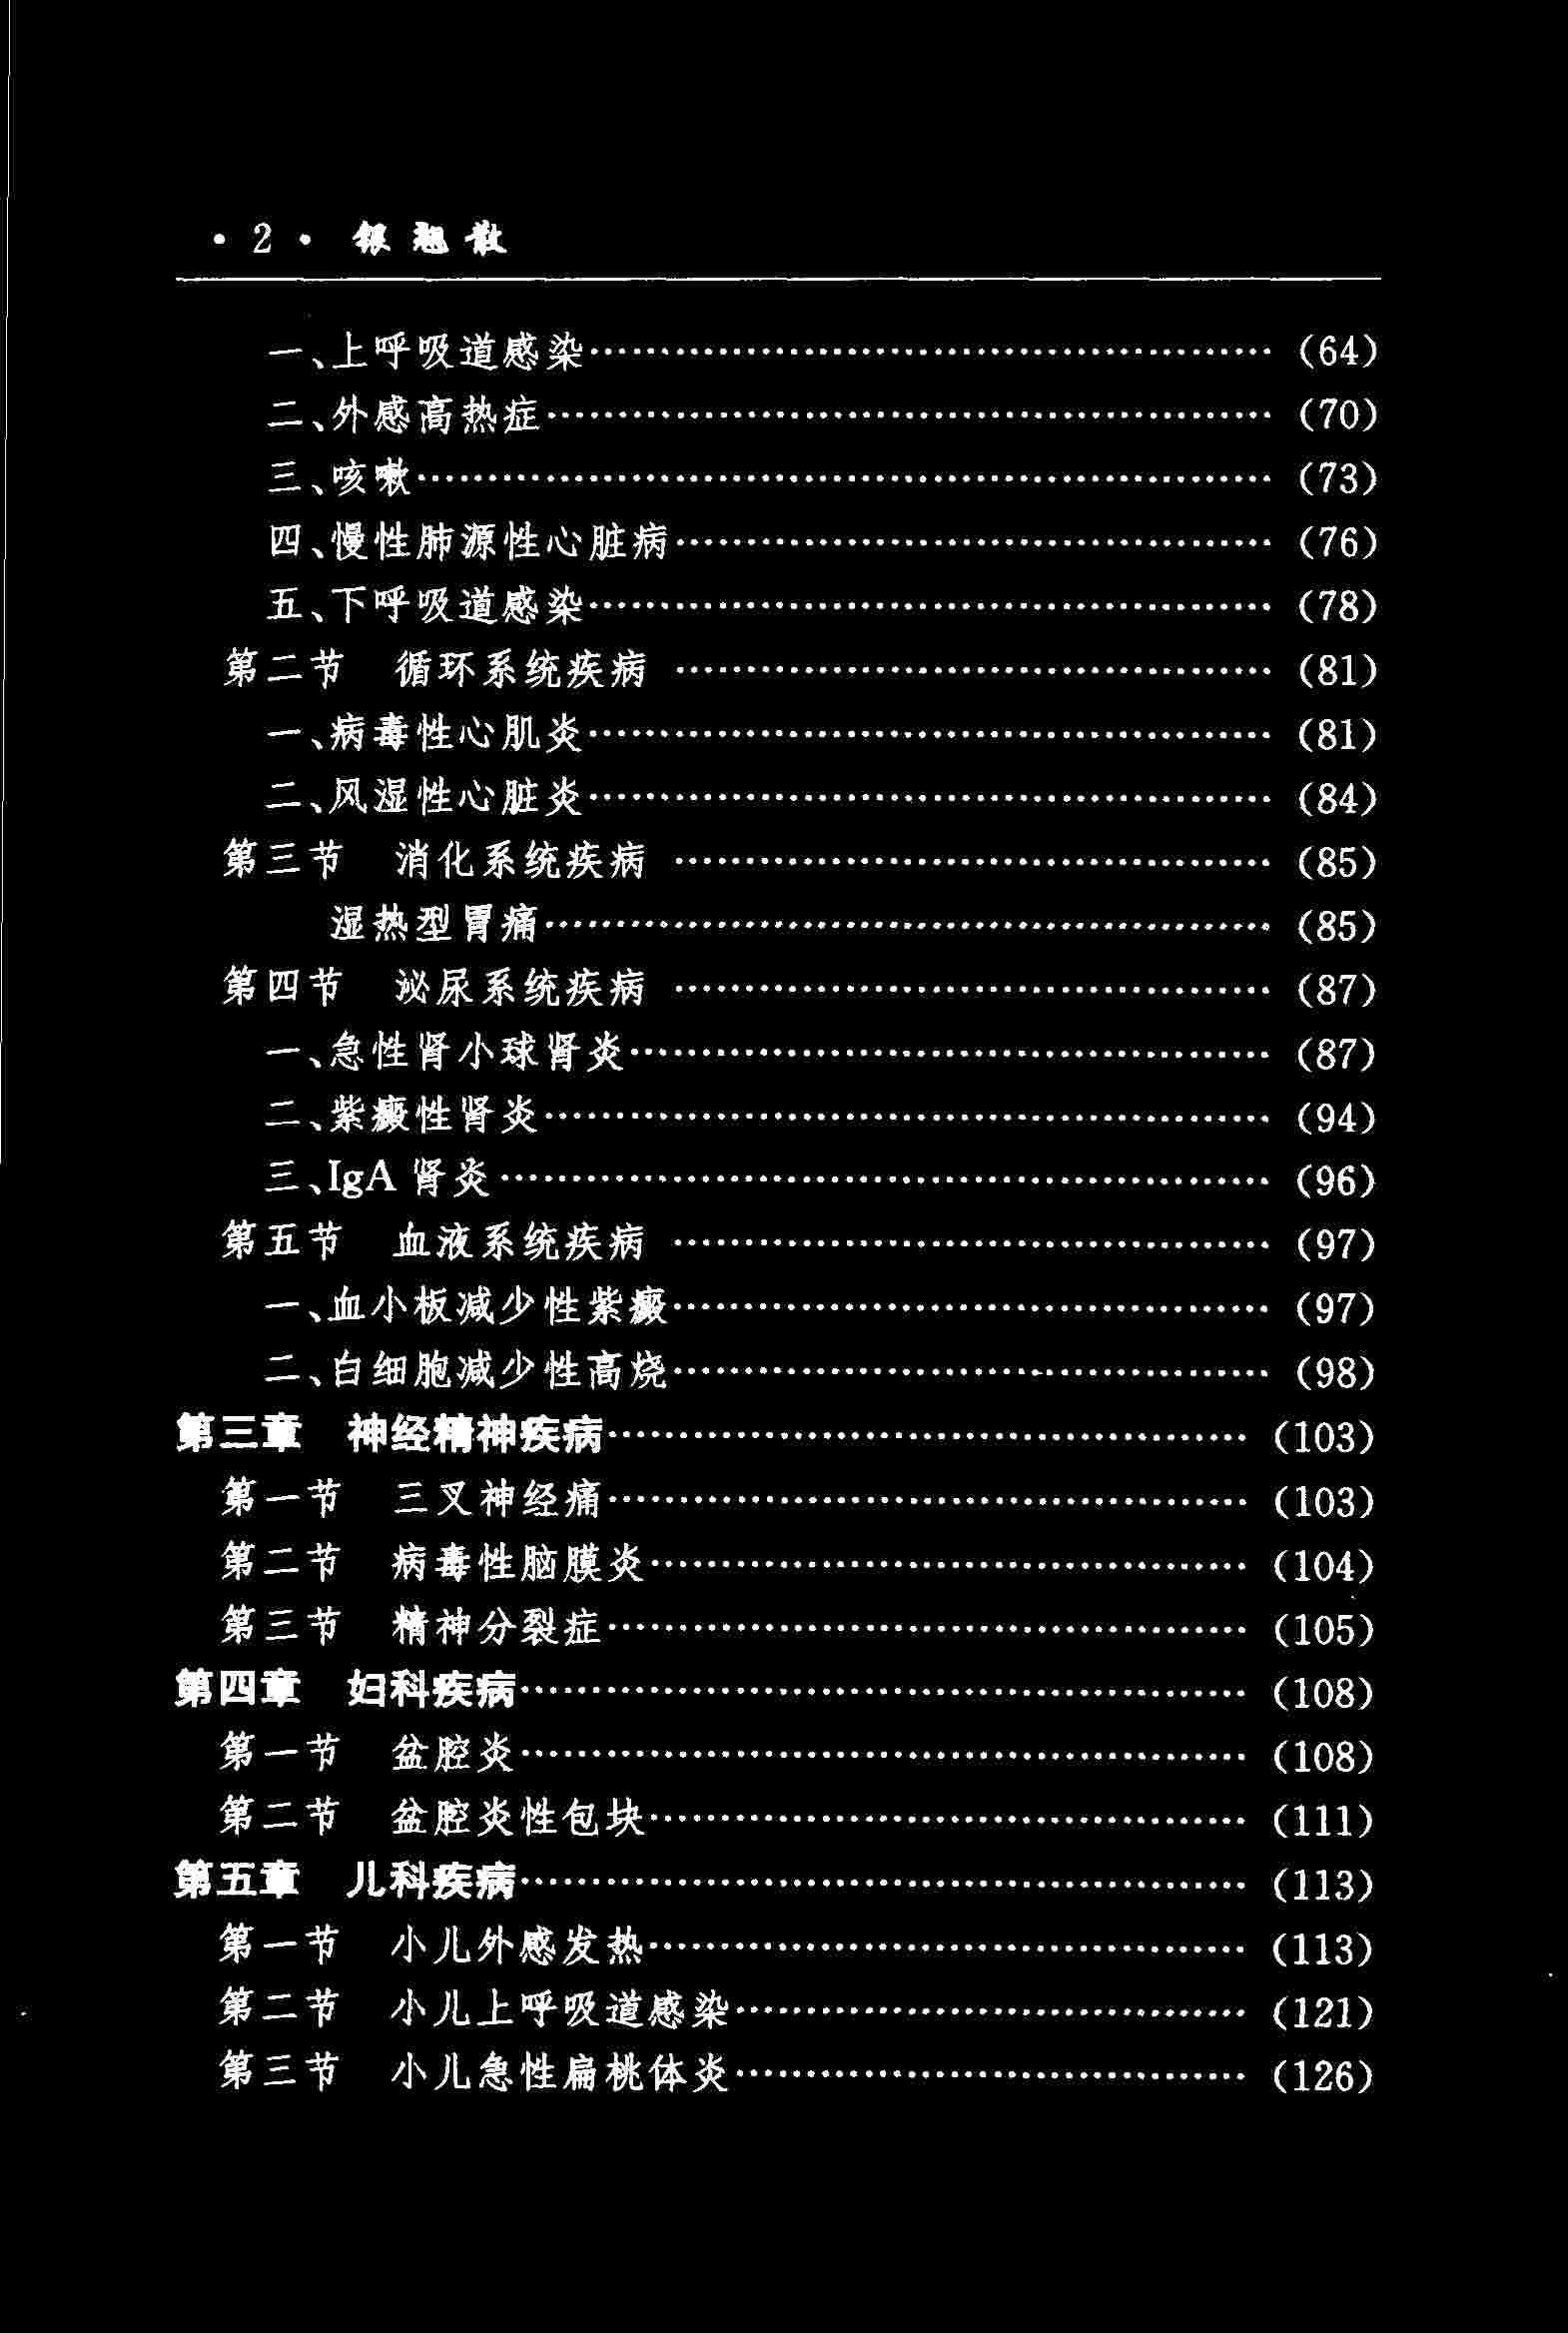 ·2· 银翘散
一、上呼吸道感染…………………………………………(64)
二、外感高热症…………………………………………(70)
三、咳嗽…………………………………………(73)
四、慢性肺源性心脏病…………………………………………(76)
五、下呼吸道感染…………………………………………(78)
第二节 循环系统疾病…………………………………………(81)
一、病毒性心肌炎…………………………………………(81)
二、风湿性心脏炎…………………………………………(84)
第三节 消化系统疾病…………………………………………(85)
湿热型胃痛…………………………………………(85)
第四节 泌尿系统疾病…………………………………………(87)
一、急性肾小球肾炎…………………………………………(87)
二、紫癜性肾炎…………………………………………(94)
三、IgA 肾炎…………………………………………(96)
第五节 血液系统疾病…………………………………………(97)
一、血小板减少性紫癜…………………………………………(97)
二、白细胞减少性高烧…………………………………………(98)
第三章 神经精神疾病…………………………………………(103)
第一节 三叉神经痛…………………………………………(103)
第二节 病毒性脑膜炎…………………………………………(104)
第三节 精神分裂症…………………………………………(105)
第四章 妇科疾病…………………………………………(108)
第一节 盆腔炎…………………………………………(108)
第二节 盆腔炎性包块…………………………………………(111)
第五章 儿科疾病…………………………………………(113)
第一节 小儿外感发热…………………………………………(113)
第二节 小儿上呼吸道感染…………………………………………(121)
第三节 小儿急性扁桃体炎…………………………………………(126)